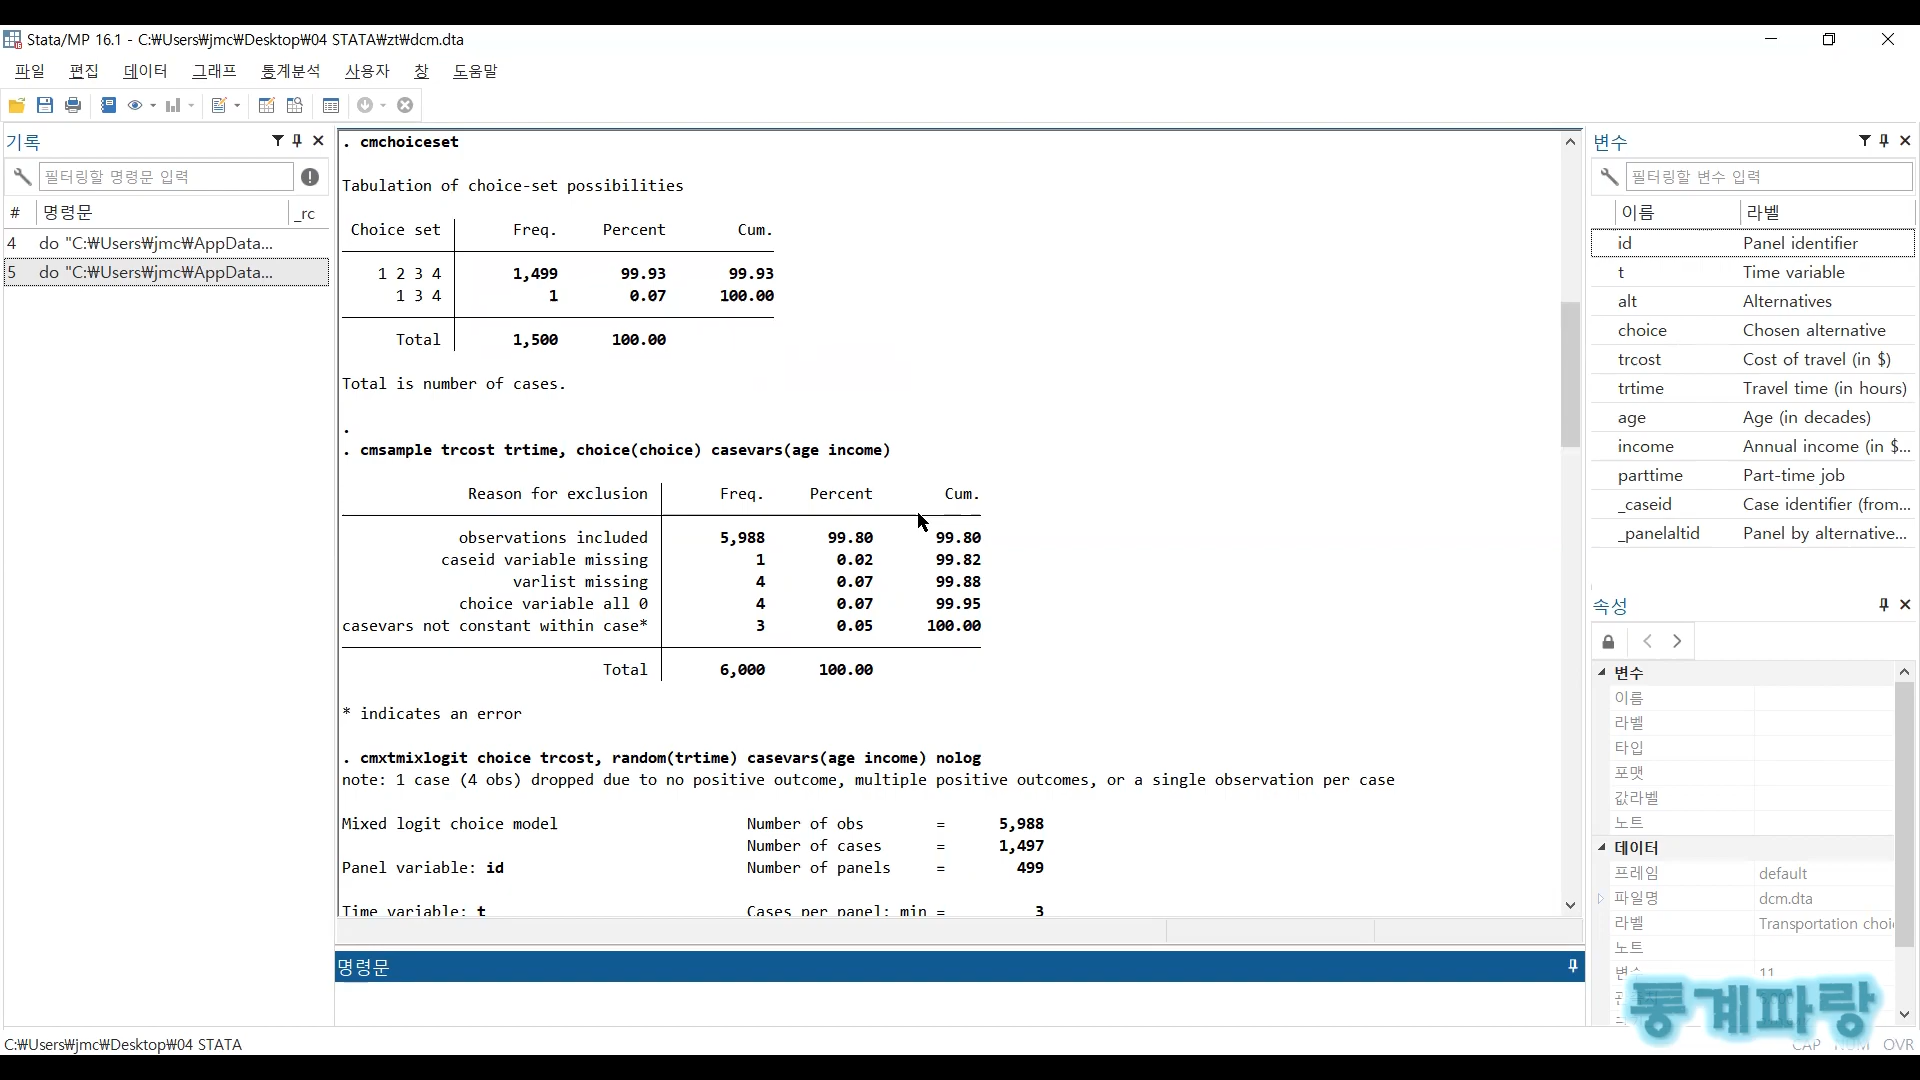 Stata/MP 16.1 - C:₩Users₩jmc₩Desktop₩04 STATA₩zt₩dcm.dta
파일 편집 데이터 그래프 통계분석 사용자 창 도움말
기록
필터링할 명령문 입력
# 명령문 _rc
4 do "C:₩Users₩jmc₩AppData...
5 do "C:₩Users₩jmc₩AppData...
. cmchoiceset
Tabulation of choice-set possibilities
Choice set Freq. Percent Cum.
1 2 3 4 1,499 99.93 99.93
1 3 4 1 0.07 100.00
Total 1,500 100.00
Total is number of cases.
.
. cmsample trcost trtime, choice(choice) casevars(age income)
Reason for exclusion Freq. Percent Cum.
observations included 5,988 99.80 99.80
caseid variable missing 1 0.02 99.82
varlist missing 4 0.07 99.88
choice variable all 0 4 0.07 99.95
casevars not constant within case* 3 0.05 100.00
Total 6,000 100.00
* indicates an error
. cmxtmixlogit choice trcost, random(trtime) casevars(age income) nolog
note: 1 case (4 obs) dropped due to no positive outcome, multiple positive outcomes, or a single observation per case
Mixed logit choice model Number of obs = 5,988
Number of cases = 1,497
Panel variable: id Number of panels = 499
Time variable: t Cases per panel: min = 3
명령문
변수
필터링할 변수 입력
이름 라벨
id Panel identifier
t Time variable
alt Alternatives
choice Chosen alternative
trcost Cost of travel (in $)
trtime Travel time (in hours)
age Age (in decades)
income Annual income (in $...
parttime Part-time job
_caseid Case identifier (from...
_panelaltid Panel by alternative...
속성
변수
이름
라벨
타입
포맷
값라벨
노트
데이터
프레임 default
파일명 dcm.dta
라벨 Transportation choi
노트
변수 11
통계파랑
C:₩Users₩jmc₩Desktop₩04 STATA
CAP NUM OVR